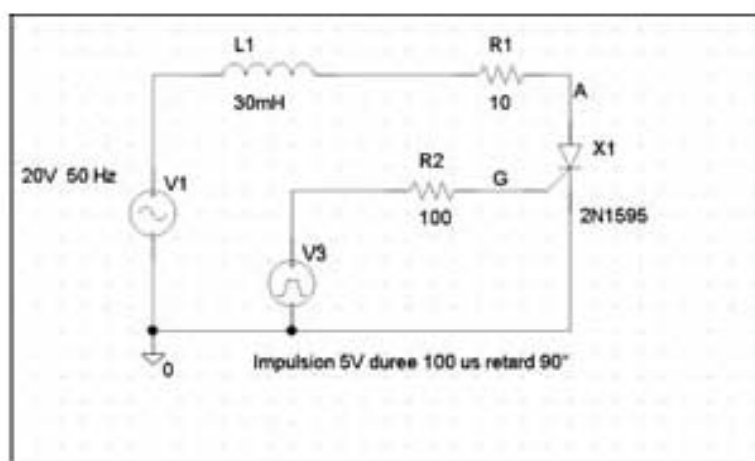 L1
30mH
R1
10
A
X1
2N1595
R2
100
G
20V 50 Hz
V1
V3
0
Impulsion 5V duree 100 us retard 90°